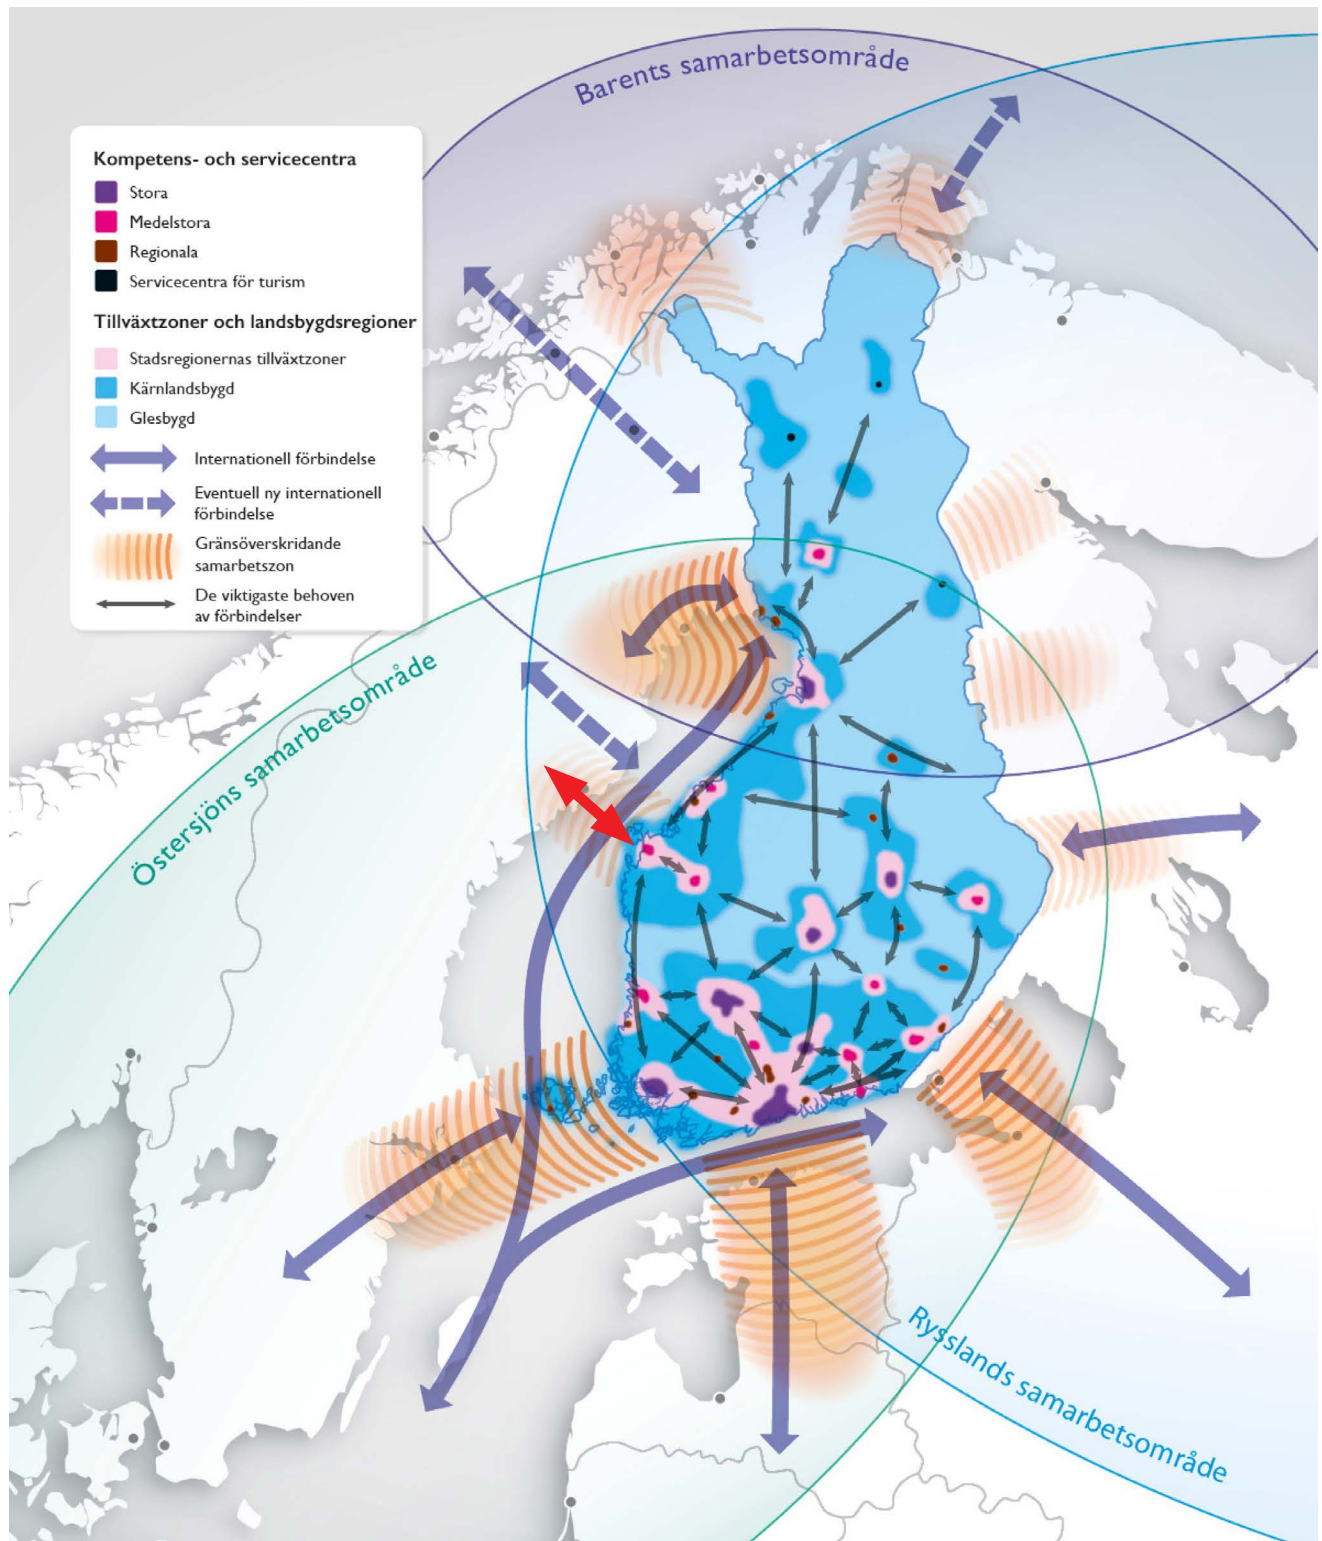 Barents samarbetsområde
Kompetens- och servicecentra
Stora
Medelstora
Regionala
Servicecentra för turism
Tillväxtzoner och landsbygdsregioner
Stadsregionernas tillväxtzoner
Kärnlandsbygd
Glesbygd
Internationell förbindelse
Eventuell ny internationell
förbindelse
Gränsöverskridande
samarbetszon
De viktigaste behoven
av förbindelser
Östersjöns samarbetsområde
Rysslands samarbetsområde